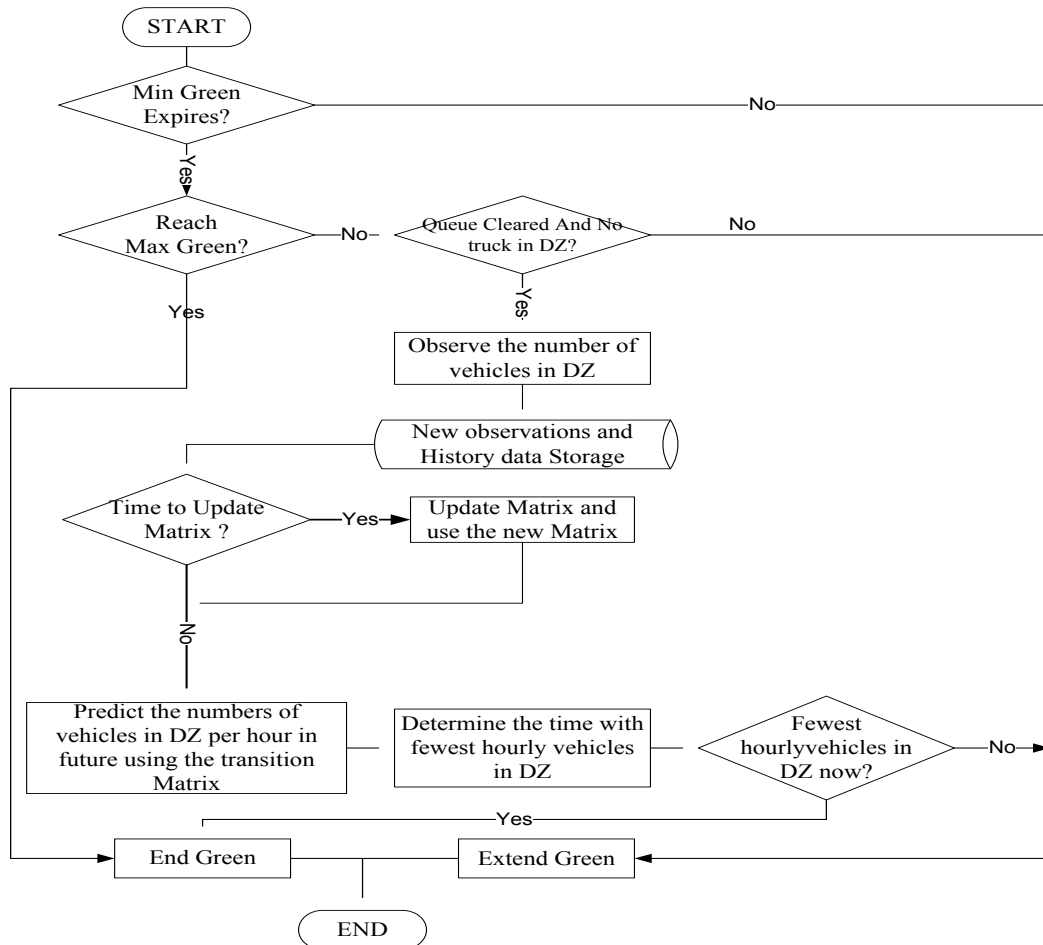 START
Min Green
Expires?
No
Yes
Reach
Max Green?
No
Queue Cleared And No
truck in DZ?
No
Yes
Yes
Observe the number of
vehicles in DZ
New observations and
History data Storage
Time to Update
Matrix ?
Yes
Update Matrix and
use the new Matrix
No
Predict the numbers of
vehicles in DZ per hour in
future using the transition
Matrix
Determine the time with
fewest hourly vehicles
in DZ
Fewest
hourlyvehicles in
DZ now?
No
Yes
End Green
Extend Green
END